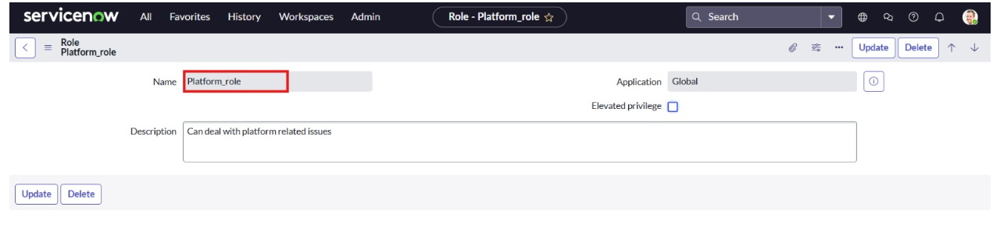 servicenow All Favorites History Workspaces Admin Role - Platform_role Search
Role
Platform_role Update Delete
Name Platform_role Application Global
Elevated privilege
Description Can deal with platform related issues
Update Delete